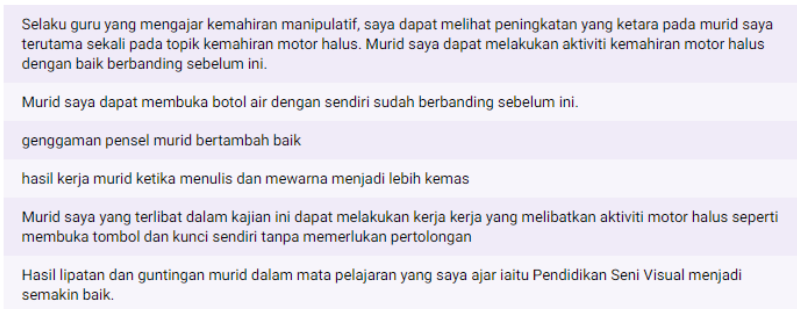 Selaku guru yang mengajar kemahiran manipulatif, saya dapat melihat peningkatan yang ketara pada murid saya
terutama sekali pada topik kemahiran motor halus. Murid saya dapat melakukan aktiviti kemahiran motor halus
dengan baik berbanding sebelum ini.
Murid saya dapat membuka botol air dengan sendiri sudah berbanding sebelum ini.
genggaman pensel murid bertambah baik
hasil kerja murid ketika menulis dan mewarna menjadi lebih kemas
Murid saya yang terlibat dalam kajian ini dapat melakukan kerja kerja yang melibatkan aktiviti motor halus seperti
membuka tombol dan kunci sendiri tanpa memerlukan pertolongan
Hasil lipatan dan guntingan murid dalam mata pelajaran yang saya ajar iaitu Pendidikan Seni Visual menjadi
semakin baik.